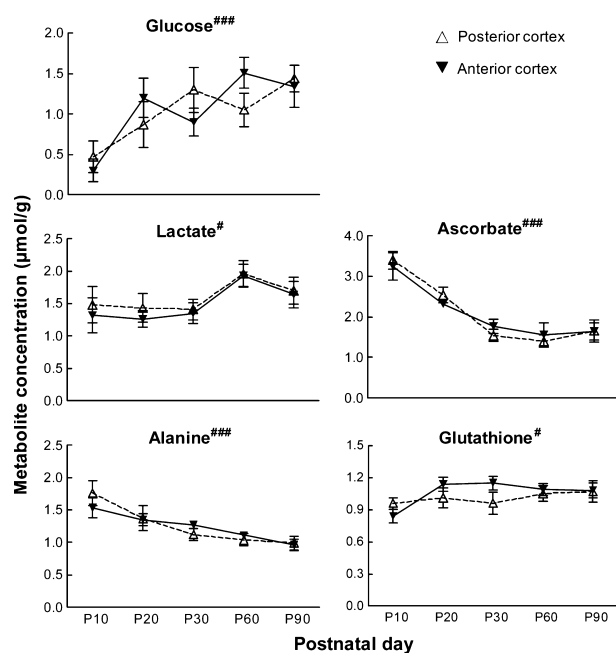 Glucose###
Posterior cortex
Anterior cortex
2.0
1.5
1.0
0.5
0.0
Metabolite concentration (µmol/g)
Lactate#
2.5
2.0
1.5
1.0
0.5
0.0
Ascorbate###
4.0
3.0
2.0
1.0
0.0
Alanine###
2.5
2.0
1.5
1.0
0.5
0.0
P10 P20 P30 P60 P90
Glutathione#
1.5
1.2
0.9
0.6
0.3
0.0
P10 P20 P30 P60 P90
Postnatal day